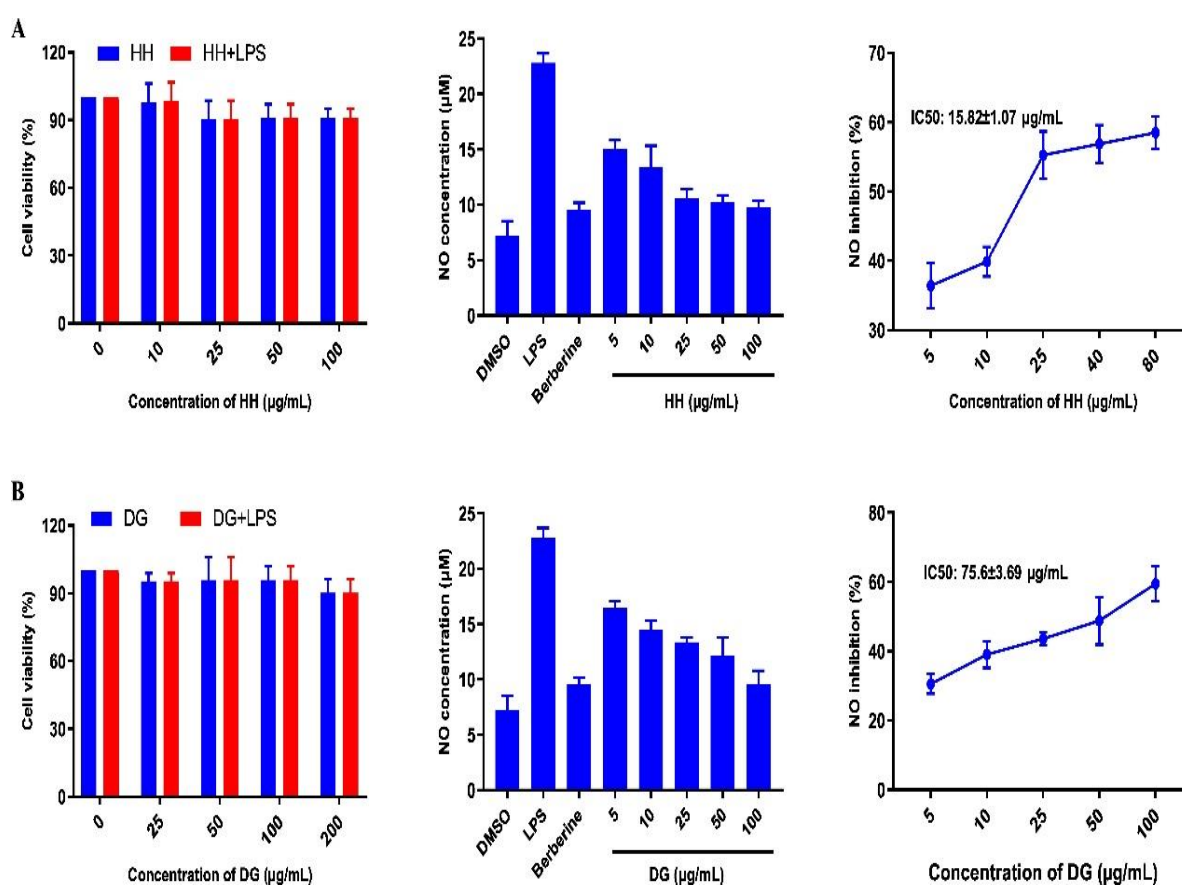 A
HH HH+LPS
Cell viability (%)
120
90
60
30
0
0 10 25 50 100
Concentration of HH (µg/mL)
NO concentration (µM)
25
20
15
10
5
0
DMSO LPS Berberine 5 10 25 50 100
HH (µg/mL)
NO inhibition (%)
70
60
50
40
30
IC50: 15.82±1.07 µg/mL
5 10 25 40 80
Concentration of HH (µg/mL)
B
DG DG+LPS
Cell viability (%)
120
90
60
30
0
0 25 50 100 200
Concentration of DG (µg/mL)
NO concentration (µM)
25
20
15
10
5
0
DMSO LPS Berberine 5 10 25 50 100
DG (µg/mL)
NO inhibition (%)
80
60
40
20
0
IC50: 75.6±3.69 µg/mL
5 10 25 50 100
Concentration of DG (µg/mL)